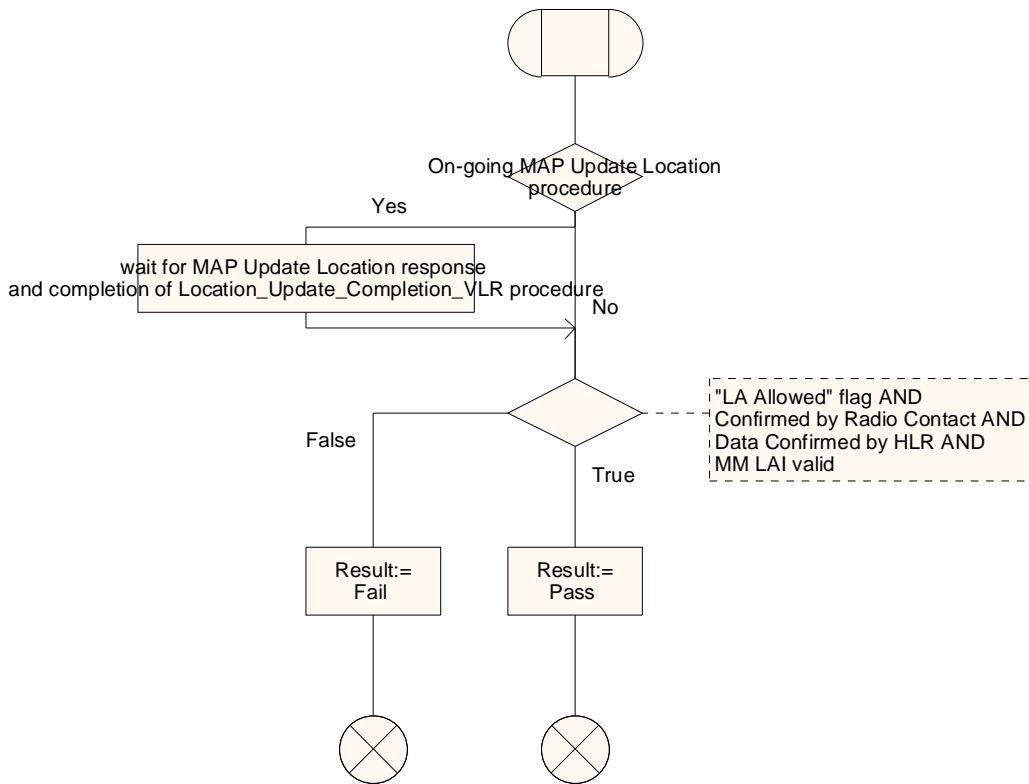 On-going MAP Update Location
procedure
Yes
wait for MAP Update Location response
and completion of Location_Update_Completion_VLR procedure
No
"LA Allowed" flag AND
Confirmed by Radio Contact AND
Data Confirmed by HLR AND
MM LAI valid
False
True
Result:=
Fail
Result:=
Pass